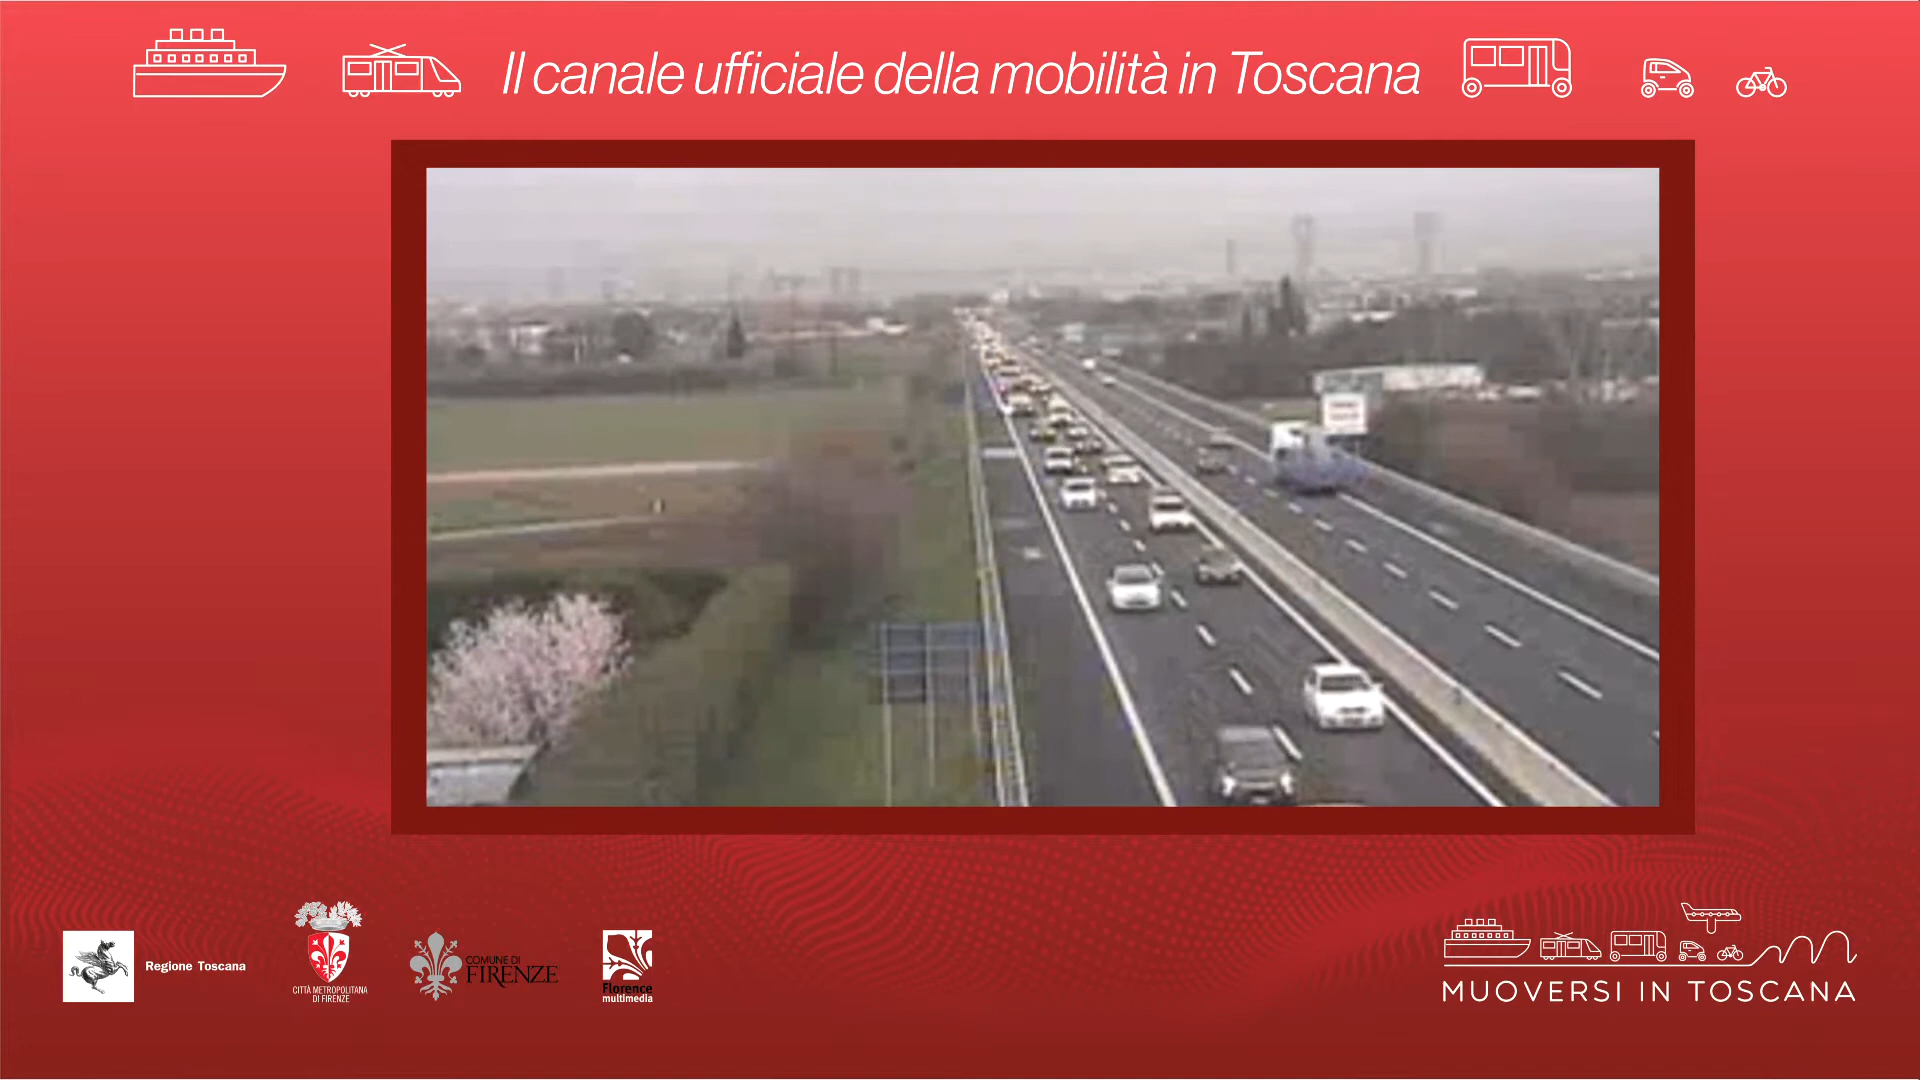 Il canale ufficiale della mobilità in Toscana
Regione Toscana
CITTÀ METROPOLITANA
DI FIRENZE
COMUNE DI
FIRENZE
Florence
multimedia
MUOVERSI IN TOSCANA